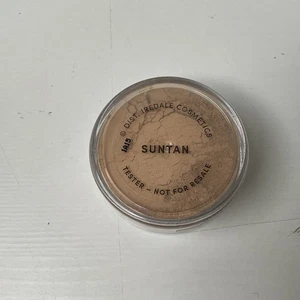 © DIST. IREDALE COSMETICS
SUNTAN
TESTER – NOT FOR RESALE